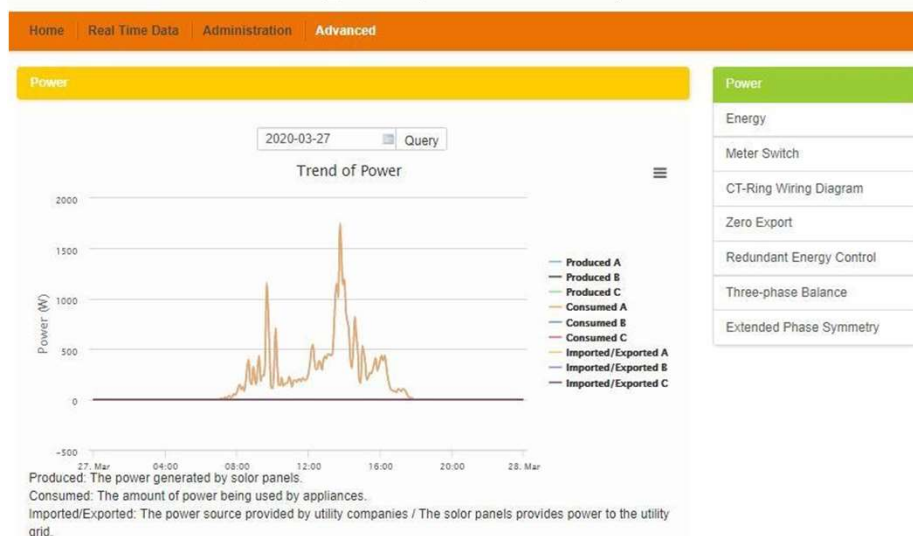 Home Real Time Data Administration Advanced
Power
2020-03-27 Query
Trend of Power
Power (W)
2000
1500
1000
500
0
-500
27. Mar 04:00 08:00 12:00 16:00 20:00 28. Mar
Produced A
Produced B
Produced C
Consumed A
Consumed B
Consumed C
Imported/Exported A
Imported/Exported B
Imported/Exported C
Produced: The power generated by solor panels.
Consumed: The amount of power being used by appliances.
Imported/Exported: The power source provided by utility companies / The solor panels provides power to the utility
grid.
Power
Energy
Meter Switch
CT-Ring Wiring Diagram
Zero Export
Redundant Energy Control
Three-phase Balance
Extended Phase Symmetry